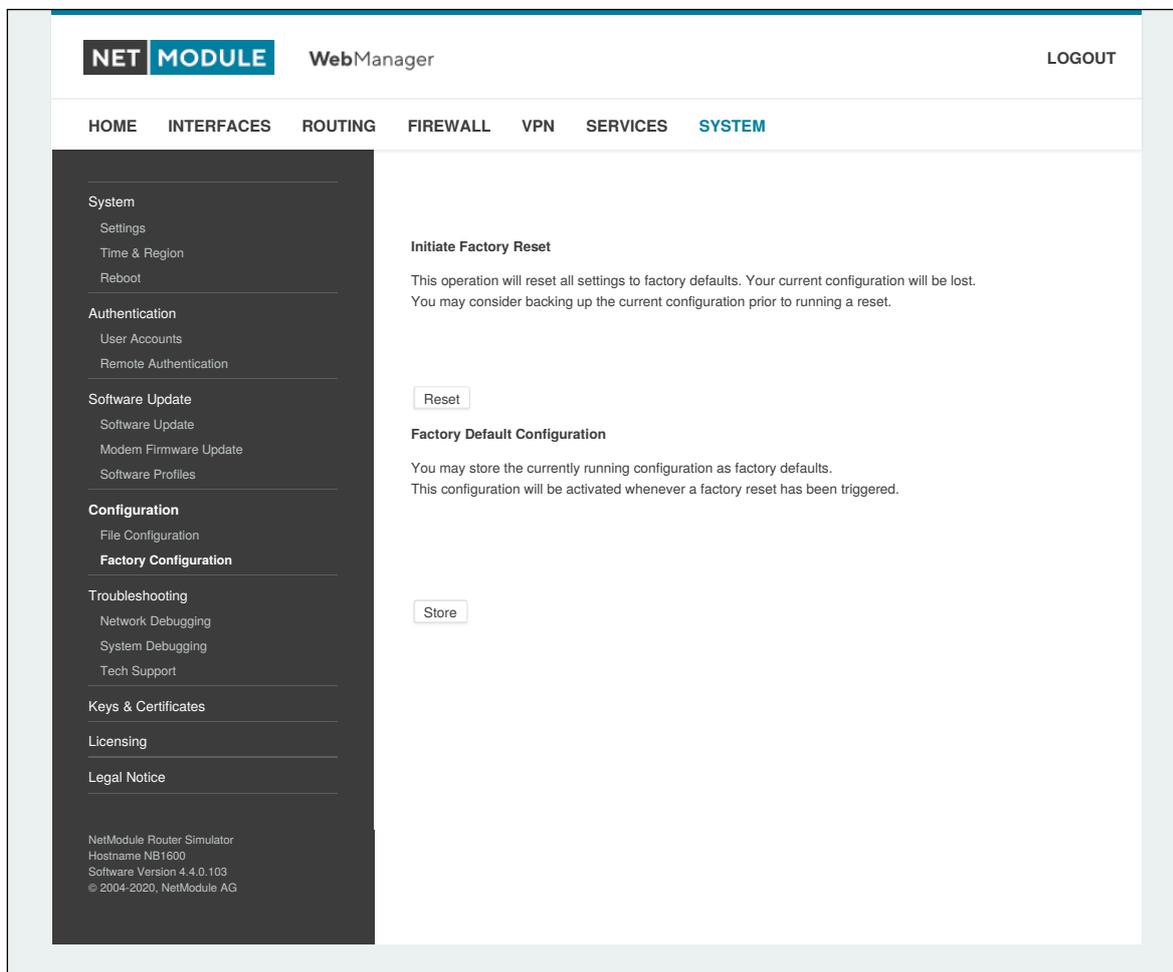 NET MODULE WebManager LOGOUT
HOME INTERFACES ROUTING FIREWALL VPN SERVICES SYSTEM
System
Settings
Time & Region
Reboot
Authentication
User Accounts
Remote Authentication
Software Update
Software Update
Modem Firmware Update
Software Profiles
Configuration
File Configuration
Factory Configuration
Troubleshooting
Network Debugging
System Debugging
Tech Support
Keys & Certificates
Licensing
Legal Notice
NetModule Router Simulator
Hostname NB1600
Software Version 4.4.0.103
© 2004-2020, NetModule AG
Initiate Factory Reset
This operation will reset all settings to factory defaults. Your current configuration will be lost.
You may consider backing up the current configuration prior to running a reset.
Reset
Factory Default Configuration
You may store the currently running configuration as factory defaults.
This configuration will be activated whenever a factory reset has been triggered.
Store